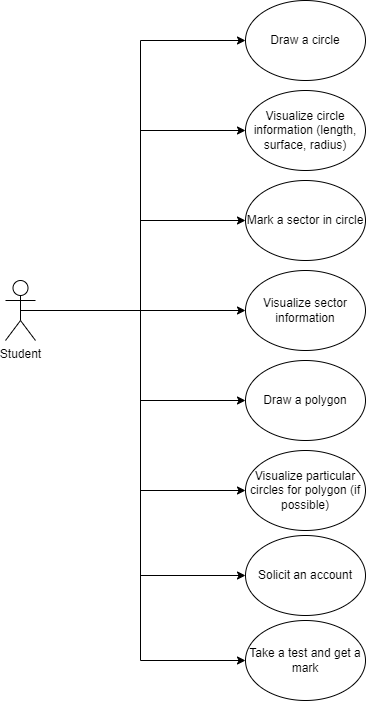 Draw a circle
Visualize circle
information (length,
surface, radius)
Mark a sector in circle
Visualize sector
information
Student
Draw a polygon
Visualize particular
circles for polygon (if
possible)
Solicit an account
Take a test and get a
mark